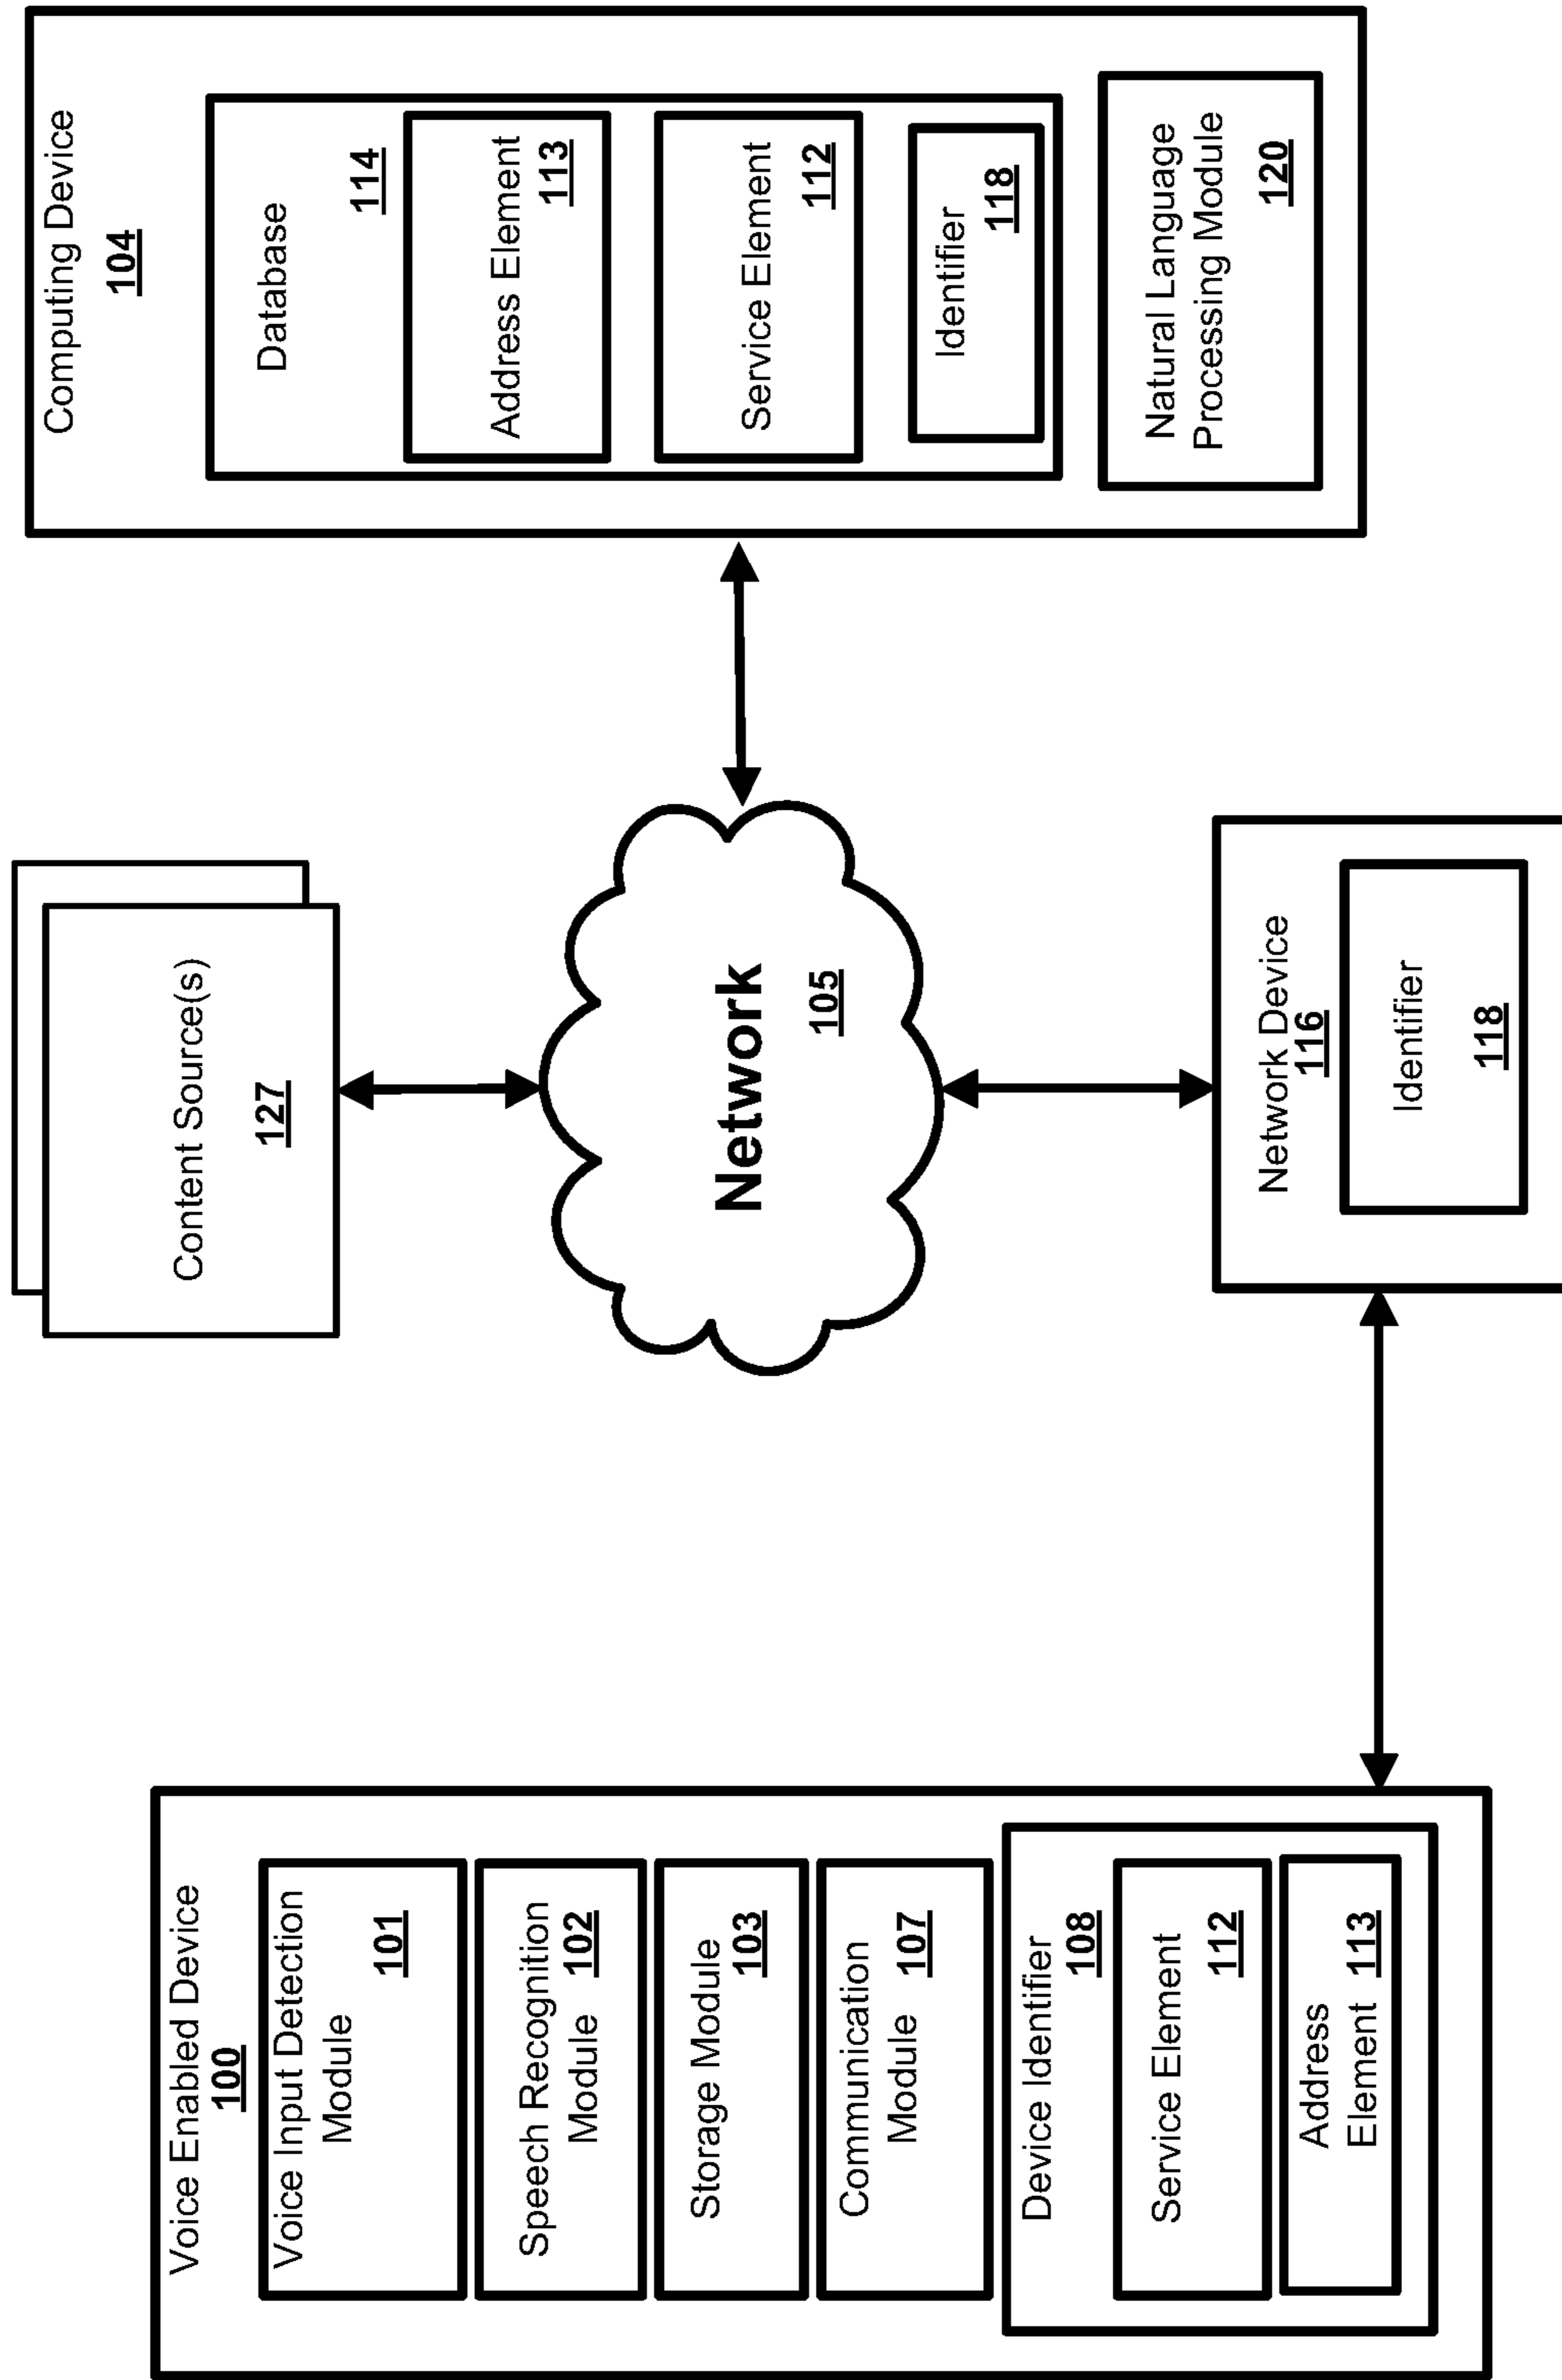 Voice Enabled Device
100
Voice Input Detection
Module
101
Speech Recognition
Module 102
Storage Module
103
Communication
Module 107
Device Identifier
108
Service Element
112
Address
Element 113
Content Source(s)
127
Network
105
Network Device
116
Identifier
118
Computing Device
104
Database
114
Address Element
113
Service Element
112
Identifier
118
Natural Language
Processing Module
120